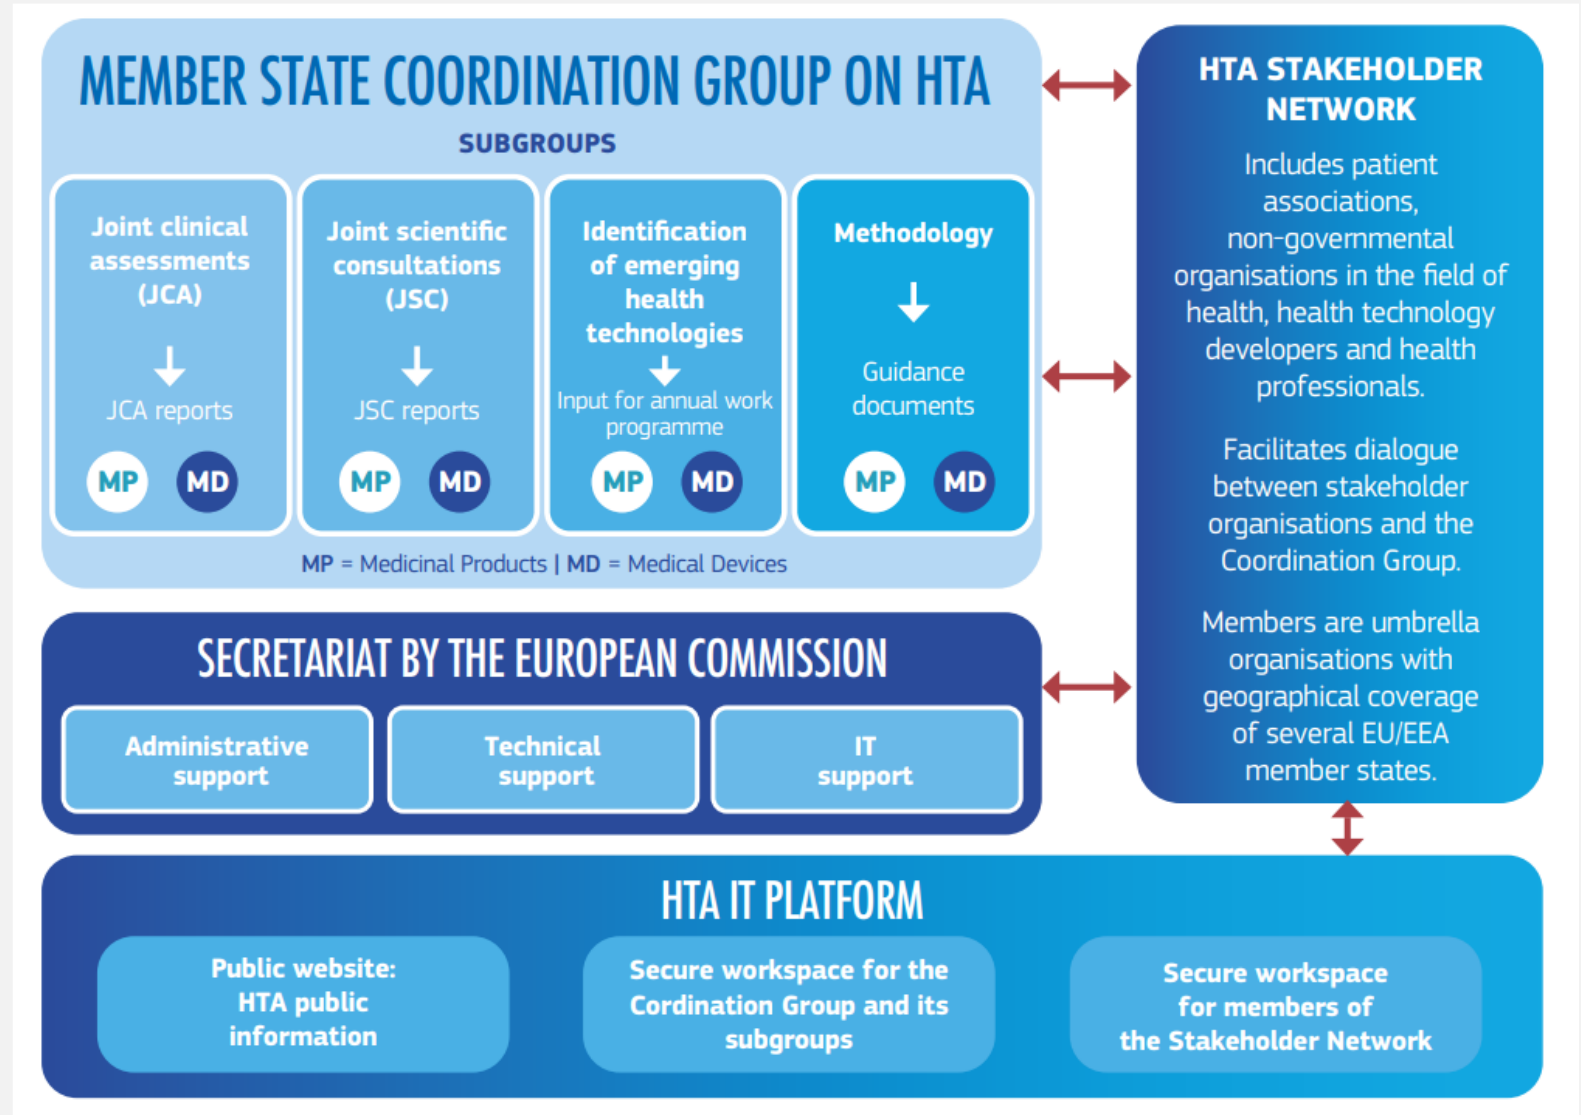 MEMBER STATE COORDINATION GROUP ON HTA
SUBGROUPS
Joint clinical
assessments
(JCA)
JCA reports
MP MD
Joint scientific
consultations
(JSC)
JSC reports
MP MD
Identification
of emerging
health
technologies
Input for annual work
programme
MP MD
Methodology
Guidance
documents
MP MD
MP = Medicinal Products | MD = Medical Devices
HTA STAKEHOLDER
NETWORK
Includes patient
associations,
non-governmental
organisations in the field of
health, health technology
developers and health
professionals.
Facilitates dialogue
between stakeholder
organisations and the
Coordination Group.
Members are umbrella
organisations with
geographical coverage
of several EU/EEA
member states.
SECRETARIAT BY THE EUROPEAN COMMISSION
Administrative
support
Technical
support
IT
support
HTA IT PLATFORM
Public website:
HTA public
information
Secure workspace for the
Cordination Group and its
subgroups
Secure workspace
for members of
the Stakeholder Network